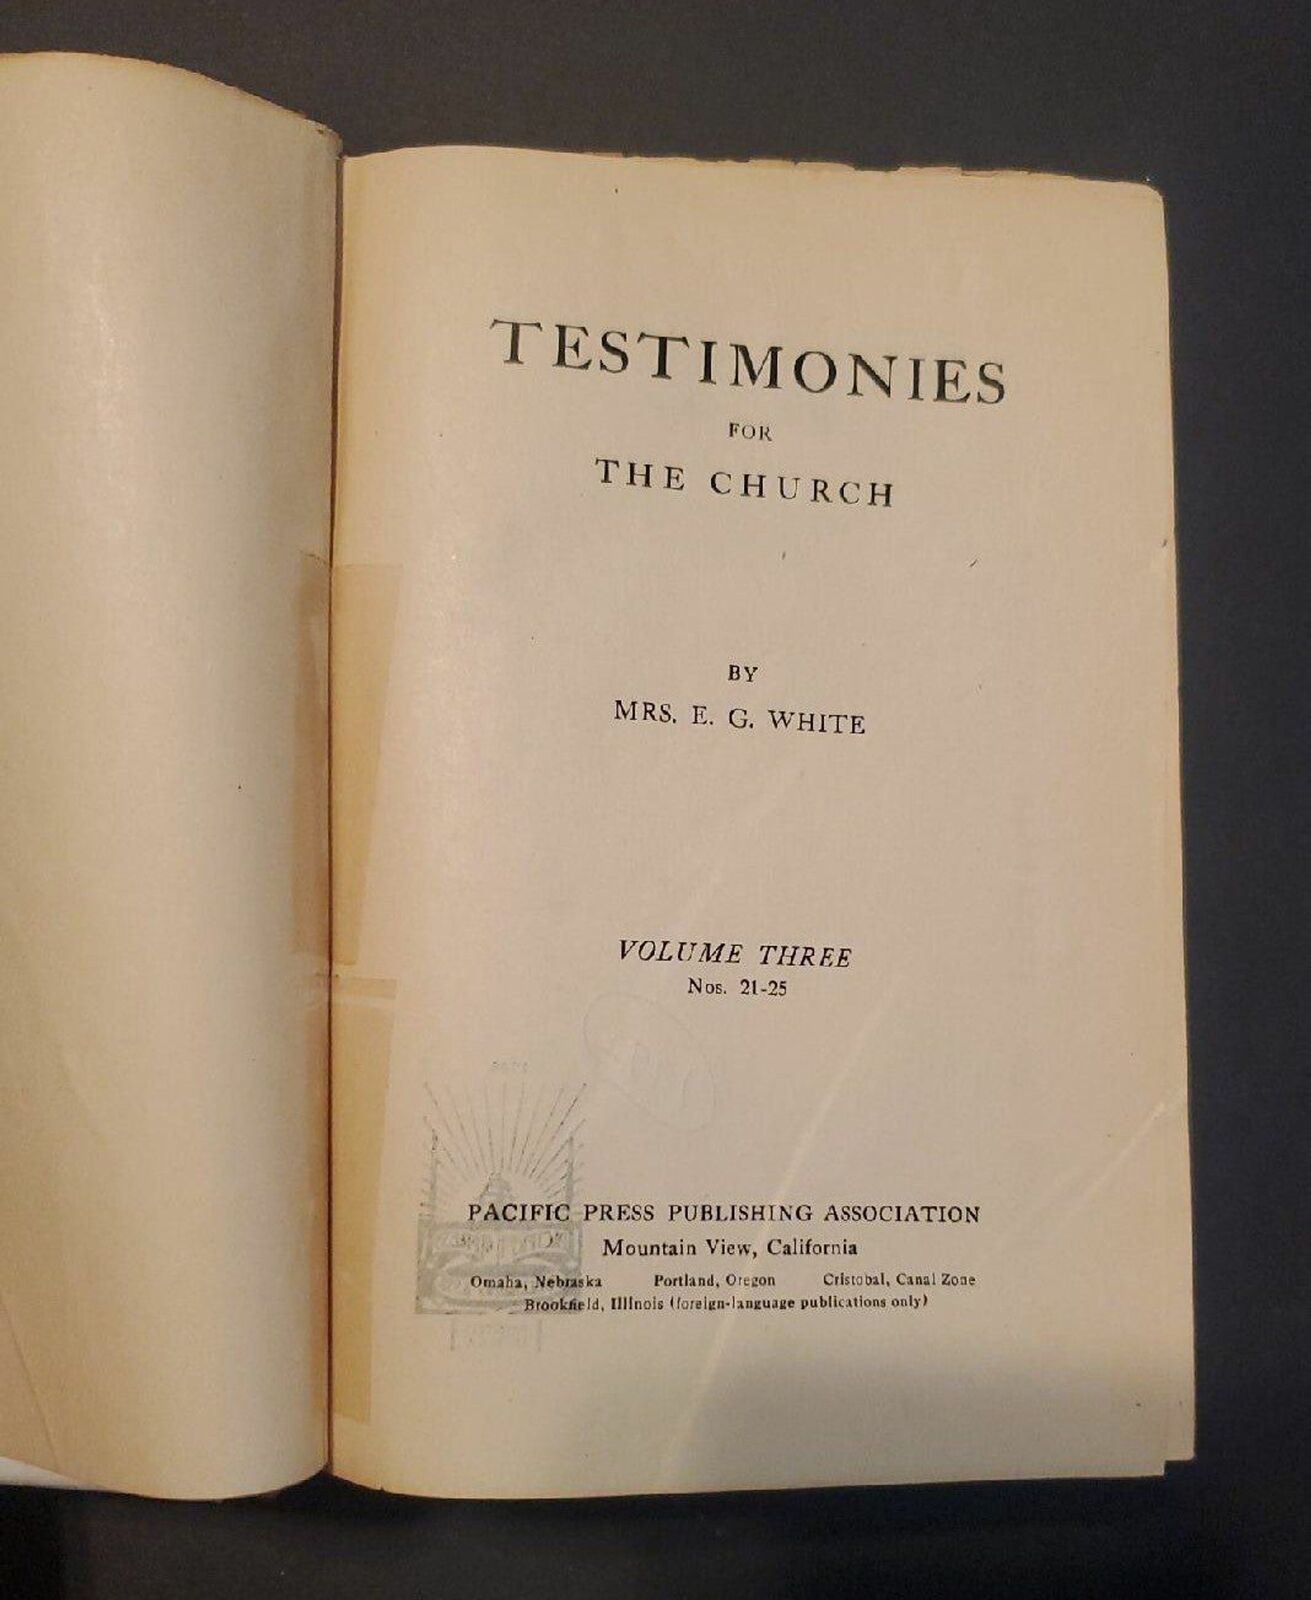 TESTIMONIES
FOR
THE CHURCH
BY
MRS. E. G. WHITE
VOLUME THREE
Nos. 21-25
PACIFIC PRESS PUBLISHING ASSOCIATION
Mountain View, California
Omaha, Nebraska Portland, Oregon Cristobal, Canal Zone
Brookfield, Illinois (foreign-language publications only)